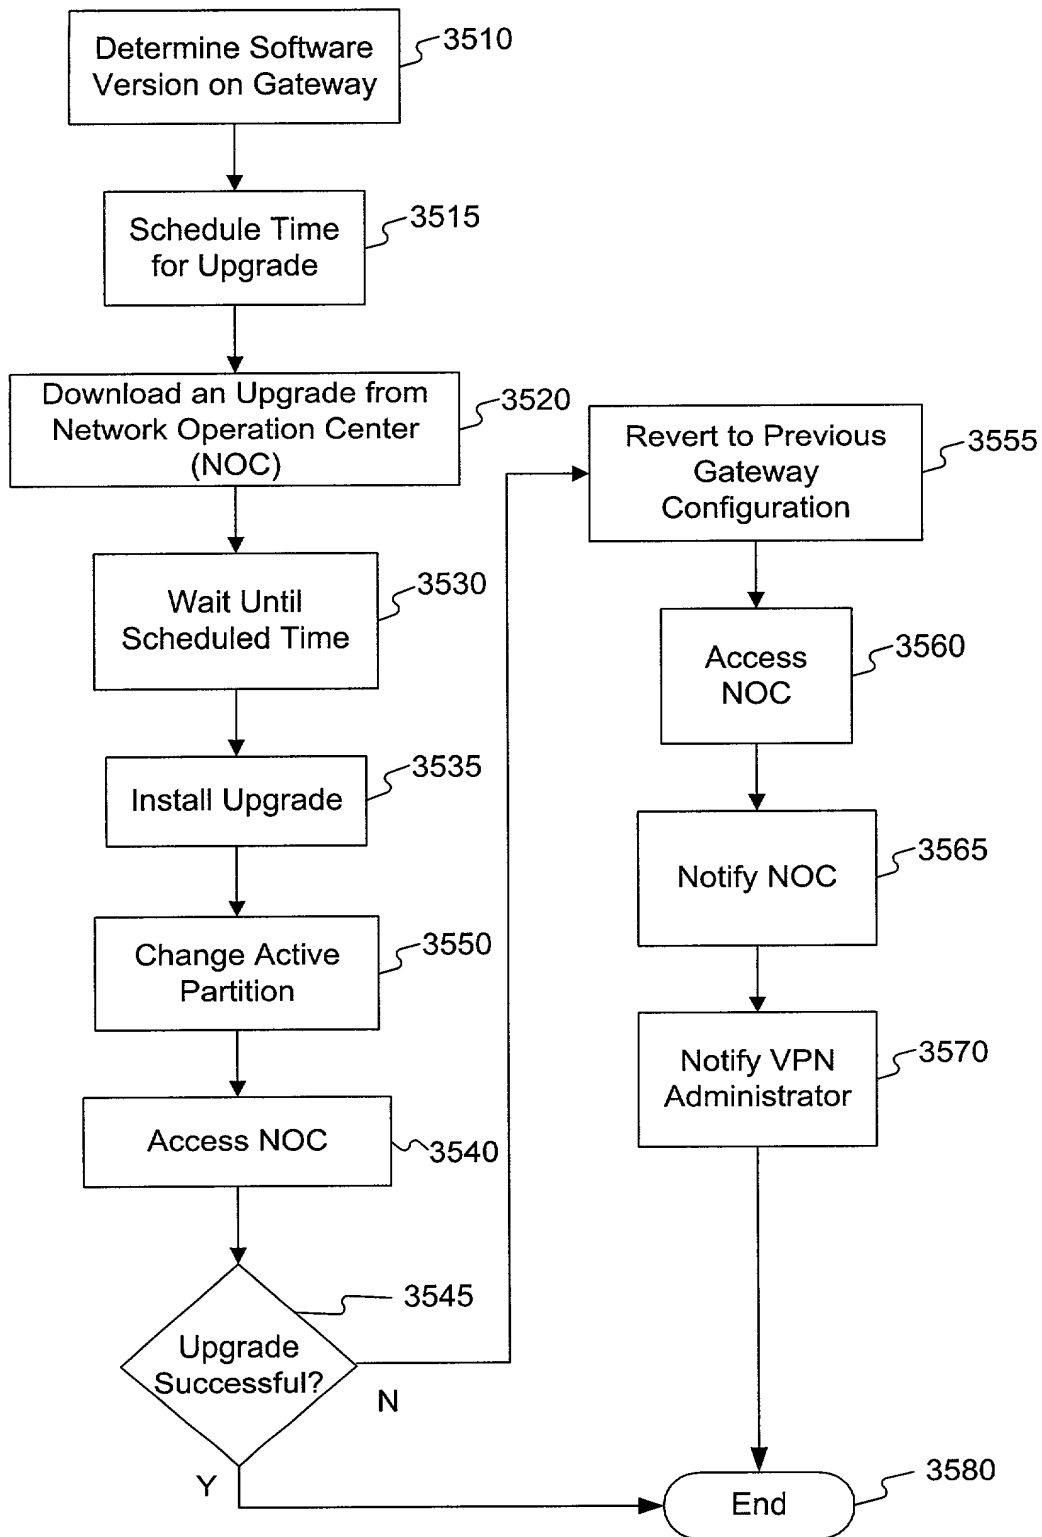 Determine Software
Version on Gateway
3510
Schedule Time
for Upgrade
3515
Download an Upgrade from
Network Operation Center
(NOC)
3520
Wait Until
Scheduled Time
3530
Install Upgrade
3535
Change Active
Partition
3550
Access NOC
3540
Upgrade
Successful?
3545
N
Y
Revert to Previous
Gateway
Configuration
3555
Access
NOC
3560
Notify NOC
3565
Notify VPN
Administrator
3570
End
3580